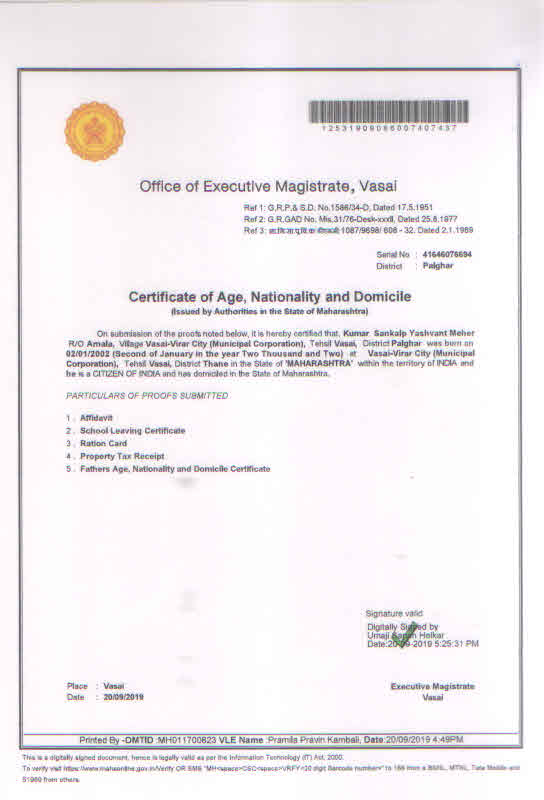 12531909086007407437
Office of Executive Magistrate, Vasai
Ref 1: G.R.P.& S.D. No.1586/34-D, Dated 17.5.1951
Ref 2: G.R.GAD No. Mis.31/76-Desk-xxxii, Dated 25.8.1977
Ref 3: 1087/9698/ 608 - 32. Dated 2.1.1989
Serial No : 41646076694
District : Palghar
Certificate of Age, Nationality and Domicile
(Issued by Authorities in the State of Maharashtra)
On submission of the proofs noted below, it is hereby certified that, Kumar Sankalp Yashvant Meher
R/O Amala, Village Vasai-Virar City (Municipal Corporation), Tehsil Vasai, District Palghar was born on
02/01/2002 (Second of January in the year Two Thousand and Two) at Vasai-Virar City (Municipal
Corporation), Tehsil Vasai, District Thane in the State of 'MAHARASHTRA' within the territory of INDIA and
he is a CITIZEN OF INDIA and has domiciled in the State of Maharashtra.
PARTICULARS OF PROOFS SUBMITTED
1 . Affidavit
2 . School Leaving Certificate
3 . Ration Card
4 . Property Tax Receipt
5 . Fathers Age, Nationality and Domicile Certificate
Signature valid
Digitally Signed by
Umaji Holkar
Date:20-09-2019 5:25:31 PM
Place : Vasai
Date : 20/09/2019
Executive Magistrate
Vasai
Printed By -OMTID :MH011700823 VLE Name :Pramila Pravin Kambali, Date:20/09/2019 4:49PM
This is a digitally signed document, hence is legally valid as per the Information Technology (IT) Act, 2000.
To verify visit https://www.mahaonline.gov.in/Verify OR SMS "MH<space>CSC<space>VRFY<20 digit Barcode number>" to 166 from a BSNL, MTNL, Tata Mobile and
51969 from others.